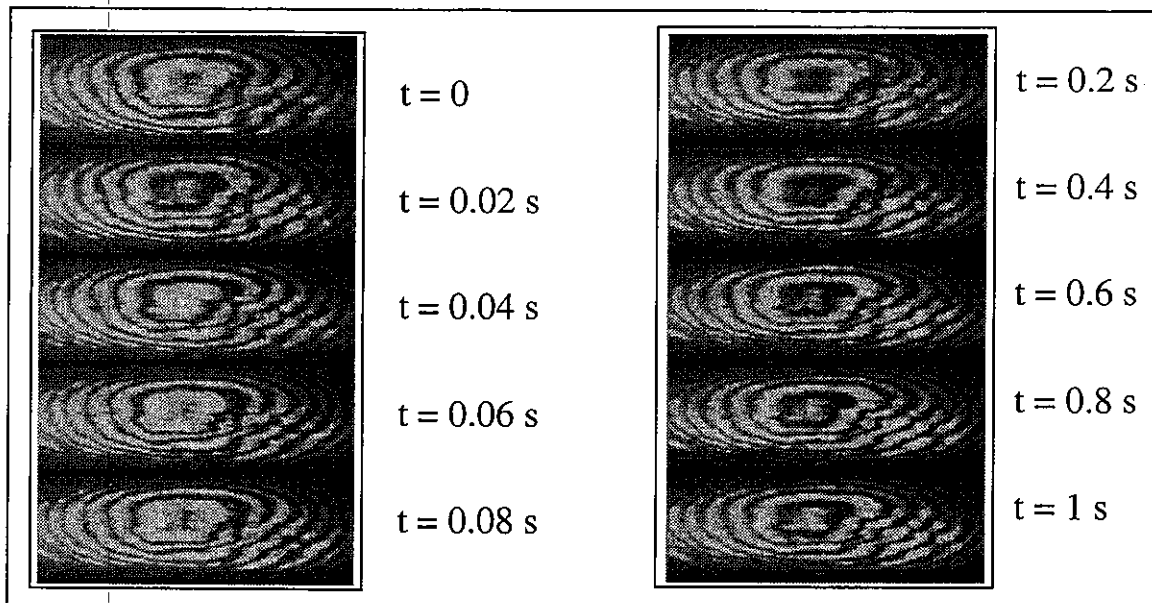 t = 0
t = 0.02 s
t = 0.04 s
t = 0.06 s
t = 0.08 s
t = 0.2 s
t = 0.4 s
t = 0.6 s
t = 0.8 s
t = 1 s